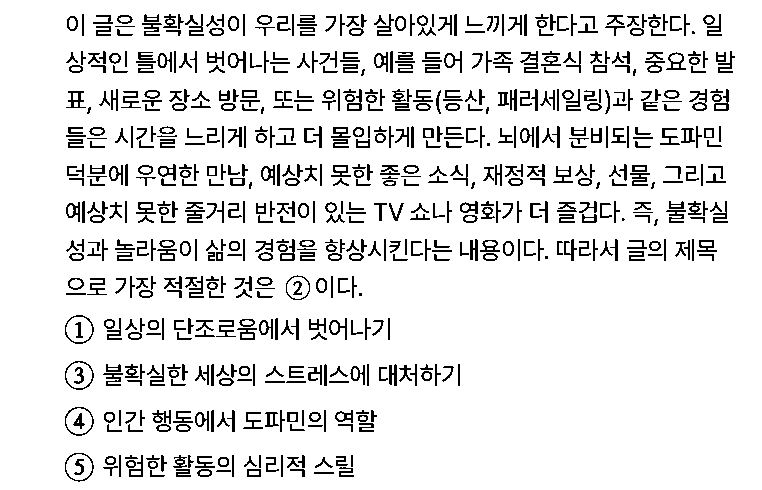 이 글은 불확실성이 우리를 가장 살아있게 느끼게 한다고 주장한다. 일
상적인 틀에서 벗어나는 사건들, 예를 들어 가족 결혼식 참석, 중요한 발
표, 새로운 장소 방문, 또는 위험한 활동(등산, 패러세일링)과 같은 경험
들은 시간을 느리게 하고 더 몰입하게 만든다. 뇌에서 분비되는 도파민
덕분에 우연한 만남, 예상치 못한 좋은 소식, 재정적 보상, 선물, 그리고
예상치 못한 줄거리 반전이 있는 TV 쇼나 영화가 더 즐겁다. 즉, 불확실
성과 놀라움이 삶의 경험을 향상시킨다는 내용이다. 따라서 글의 제목
으로 가장 적절한 것은 ②이다.
① 일상의 단조로움에서 벗어나기
③ 불확실한 세상의 스트레스에 대처하기
④ 인간 행동에서 도파민의 역할
⑤ 위험한 활동의 심리적 스릴